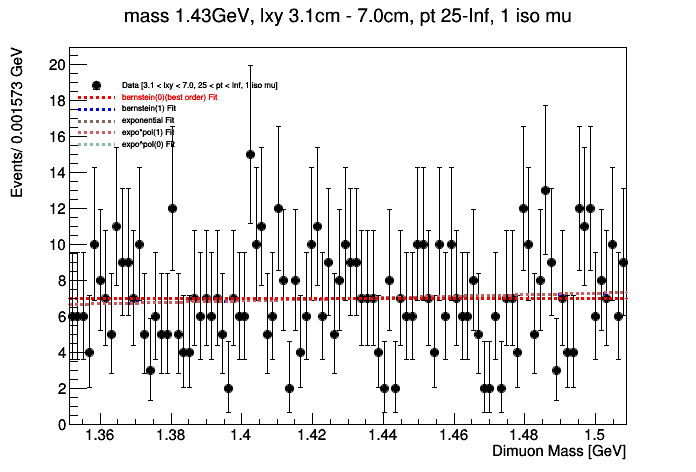 mass 1.43GeV, lxy 3.1cm - 7.0cm, pt 25-Inf, 1 iso mu
Events/ 0.001573 GeV
20
18
16
14
12
10
8
6
4
2
0
Data [3.1 < lxy < 7.0, 25 < pt < Inf, 1 iso mu]
bernstein(0)(best order) Fit
bernstein(1) Fit
exponential Fit
expo*pol(1) Fit
expo^pol(0) Fit
1.36 1.38 1.4 1.42 1.44 1.46 1.48 1.5
Dimuon Mass [GeV]